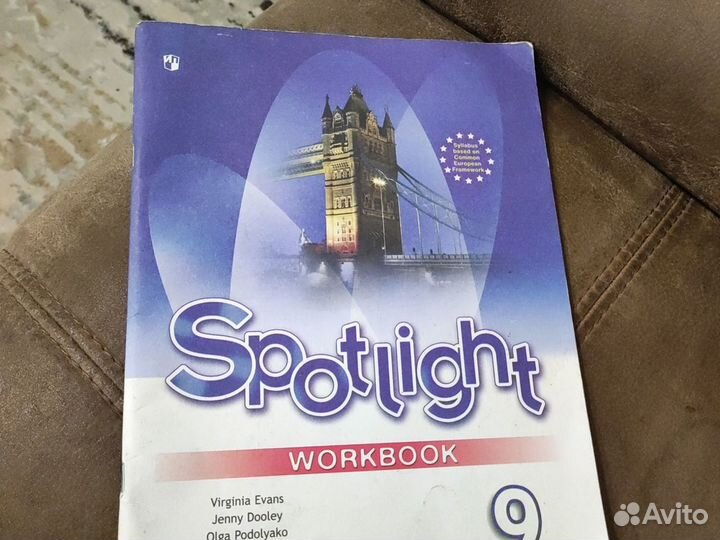 Syllabus
based on
Common
European
Framework
Spotlight
WORKBOOK
Virginia Evans
Jenny Dooley
Olga Podolyako
9
Avito